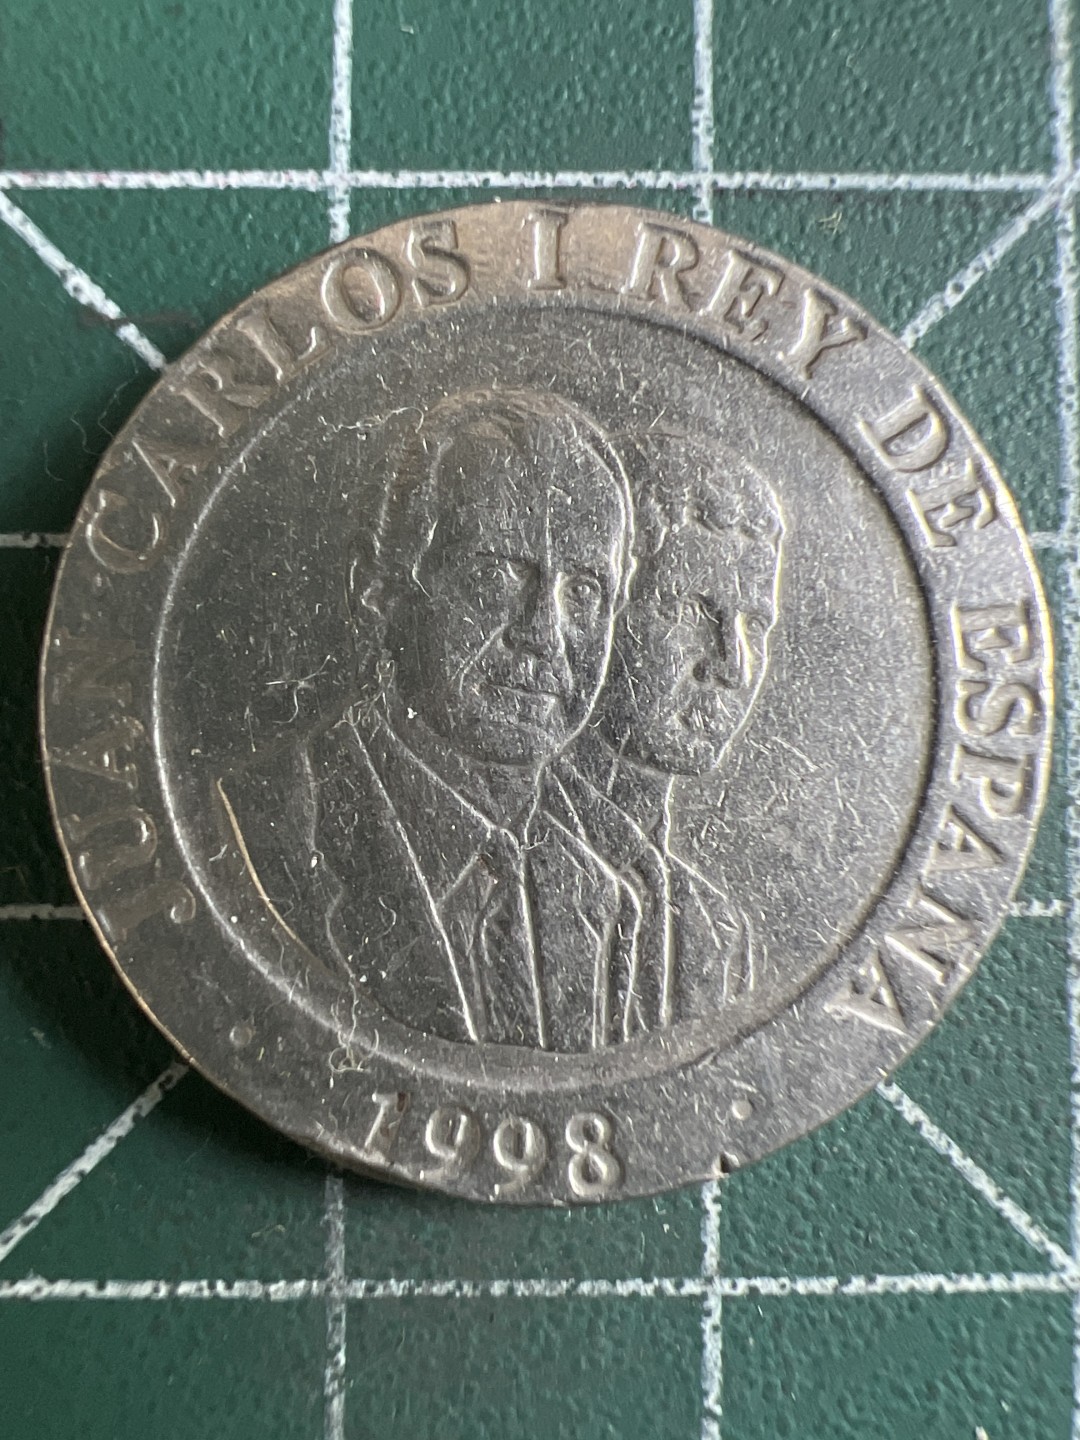 JUAN CARLOS I REY DE ESPAÑA
· 1998 ·